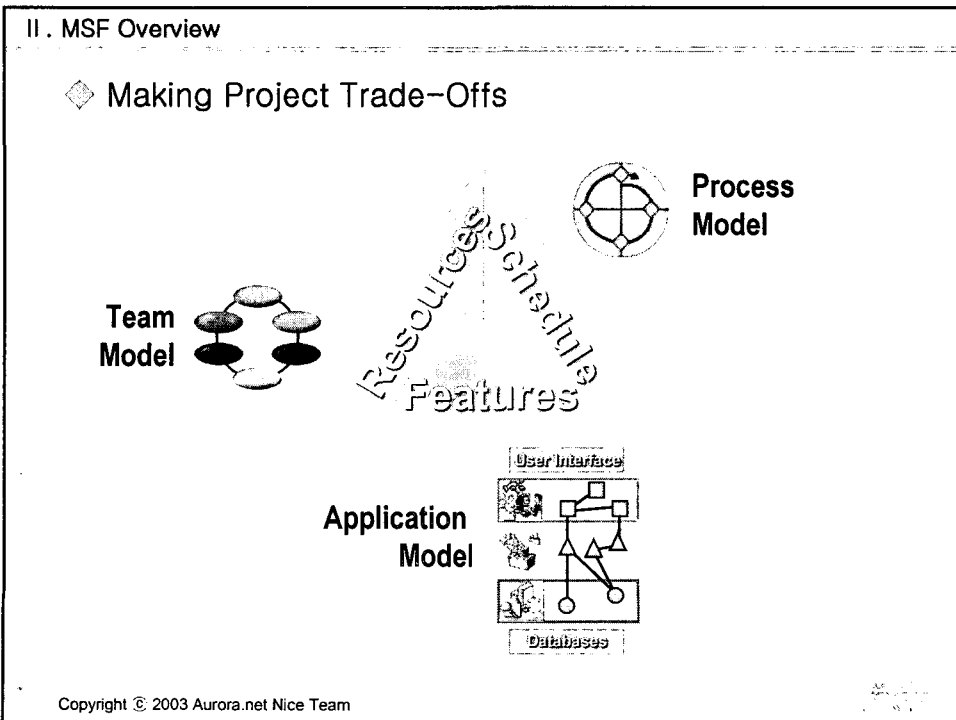 II. MSF Overview
Making Project Trade-Offs
Process
Model
Resources
Schedule
Features
Team
Model
User Interface
Application
Model
Databases
Copyright © 2003 Aurora.net Nice Team